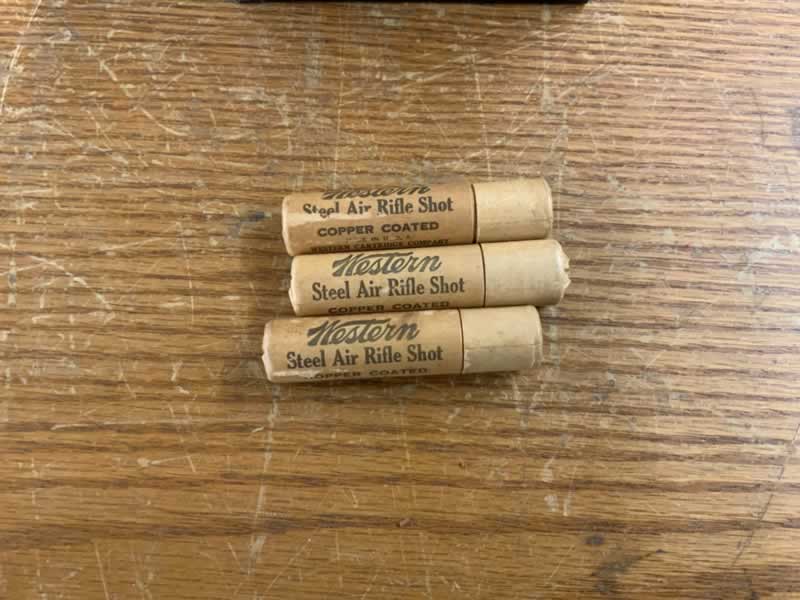 Western
Steel Air Rifle Shot
COPPER COATED
WESTERN CARTRIDGE COMPANY
Western
Steel Air Rifle Shot
COPPER COATED
Western
Steel Air Rifle Shot
COPPER COATED